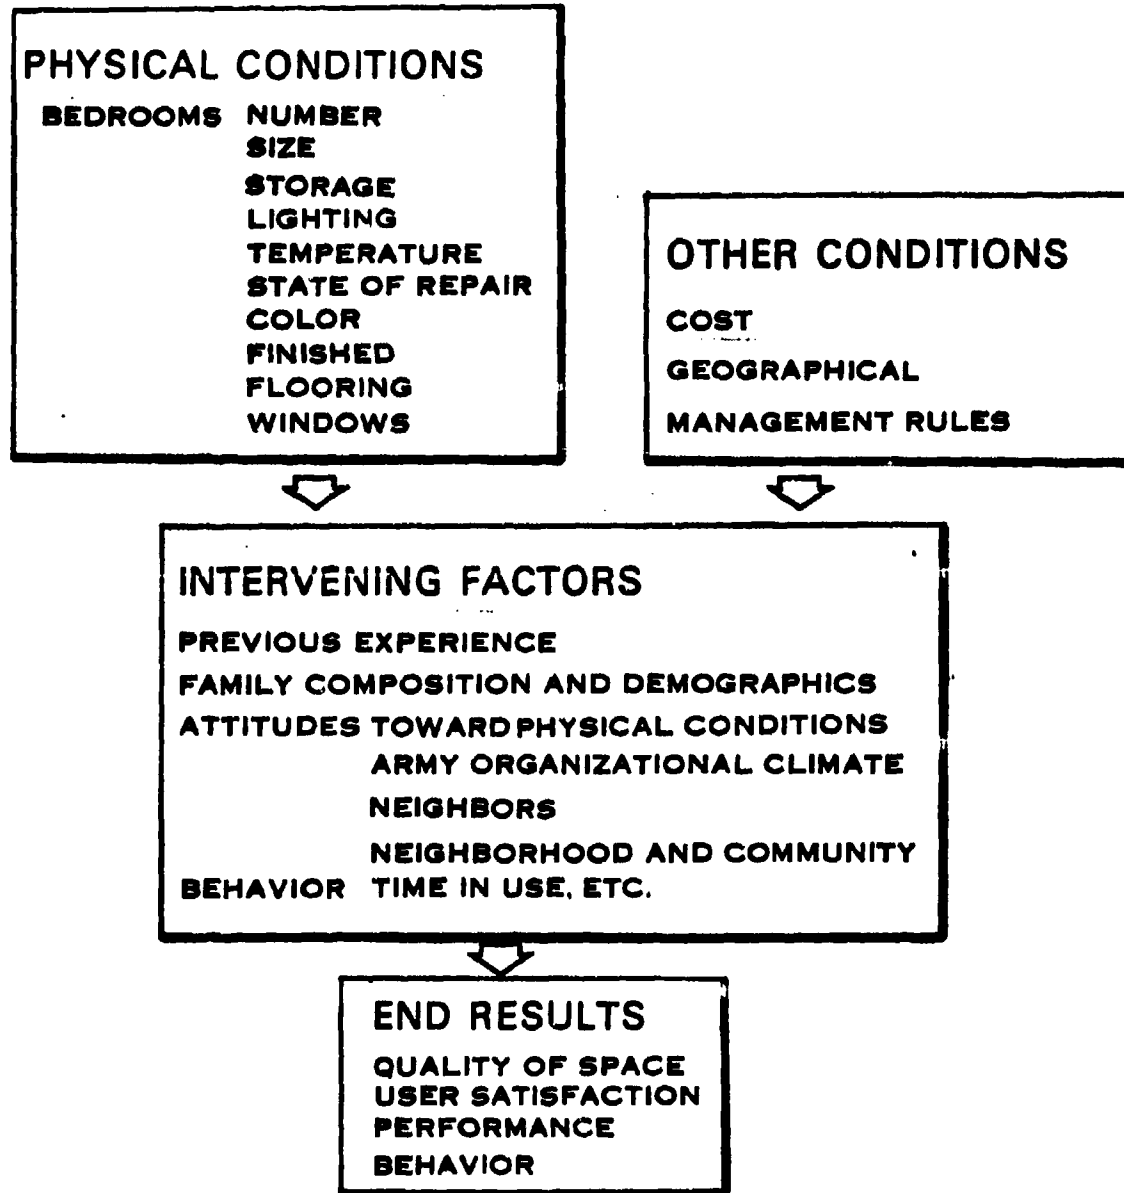 PHYSICAL CONDITIONS
BEDROOMS NUMBER
SIZE
STORAGE
LIGHTING
TEMPERATURE
STATE OF REPAIR
COLOR
FINISHED
FLOORING
WINDOWS
OTHER CONDITIONS
COST
GEOGRAPHICAL
MANAGEMENT RULES
INTERVENING FACTORS
PREVIOUS EXPERIENCE
FAMILY COMPOSITION AND DEMOGRAPHICS
ATTITUDES TOWARD PHYSICAL CONDITIONS
ARMY ORGANIZATIONAL CLIMATE
NEIGHBORS
NEIGHBORHOOD AND COMMUNITY
BEHAVIOR TIME IN USE, ETC.
END RESULTS
QUALITY OF SPACE
USER SATISFACTION
PERFORMANCE
BEHAVIOR